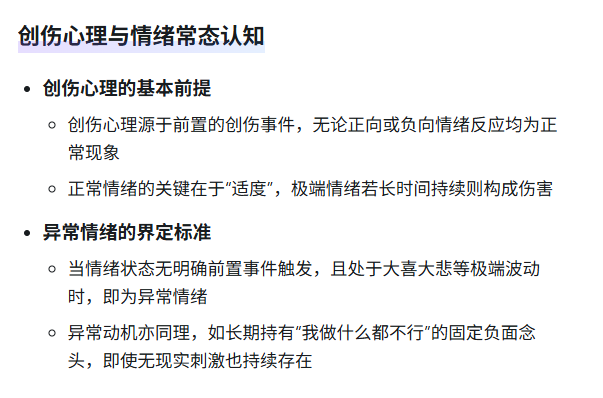 创伤心理与情绪常态认知
创伤心理的基本前提
创伤心理源于前置的创伤事件，无论正向或负向情绪反应均为正
常现象
正常情绪的关键在于“适度”，极端情绪若长时间持续则构成伤害
异常情绪的界定标准
当情绪状态无明确前置事件触发，且处于大喜大悲等极端波动
时，即为异常情绪
异常动机亦同理，如长期持有“我做什么都不行”的固定负面念
头，即使无现实刺激也持续存在